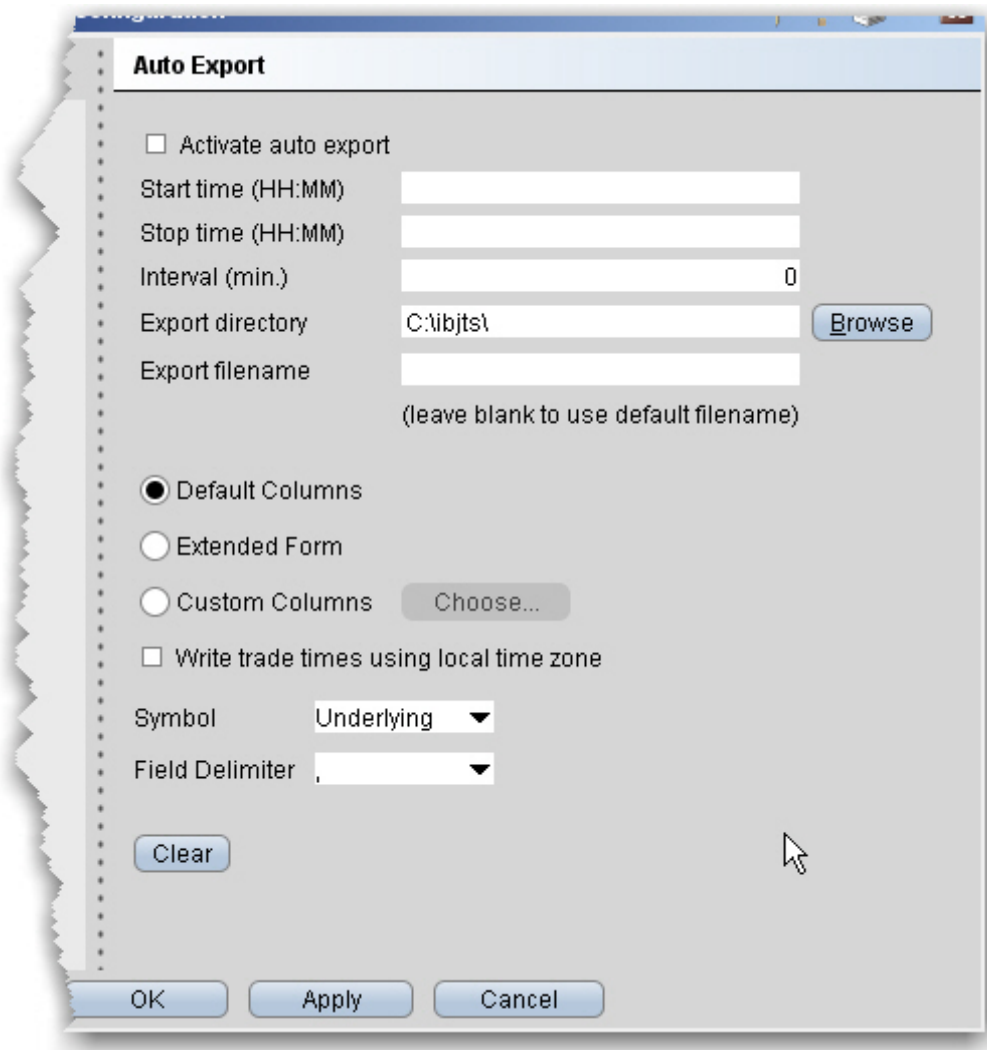 Configuration
Auto Export
Activate auto export
Start time (HH:MM)
Stop time (HH:MM)
Interval (min.) 0
Export directory C:\ibjts\ Browse
Export filename
(leave blank to use default filename)
Default Columns
Extended Form
Custom Columns Choose...
Write trade times using local time zone
Symbol Underlying
Field Delimiter ,
Clear
OK Apply Cancel